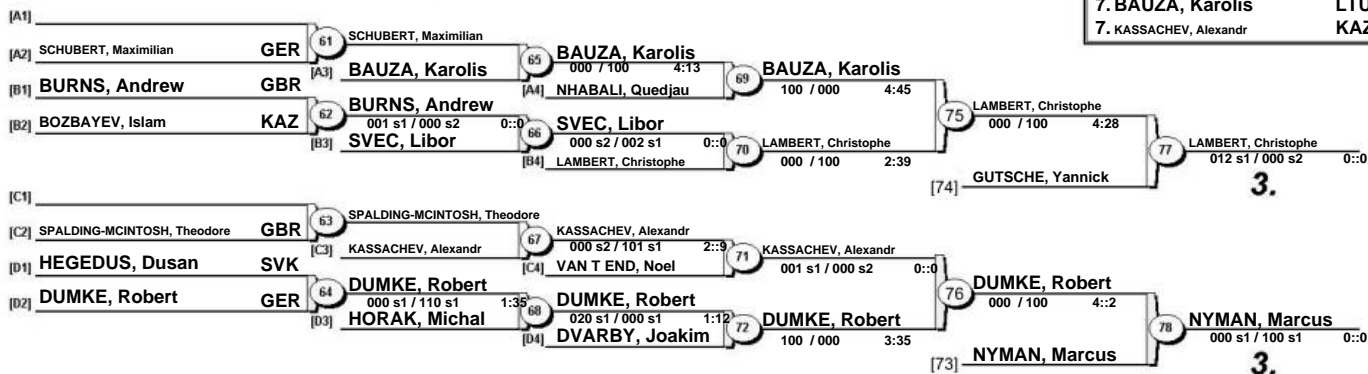 7. BAUZA, Karolis LTU
7. KASSACHEV, Alexandr KAZ
[A1]
[A2] SCHUBERT, Maximilian GER
61
SCHUBERT, Maximilian
[A3] BAUZA, Karolis
65
BAUZA, Karolis
000 / 100 4:13
[A4] NHABALI, Quedjau
69
BAUZA, Karolis
100 / 000 4:45
[B1] BURNS, Andrew GBR
[B2] BOZBAYEV, Islam KAZ
62
BURNS, Andrew
001 s1 / 000 s2 0::0
[B3] SVEC, Libor
66
SVEC, Libor
000 s2 / 002 s1 0::0
[B4] LAMBERT, Christophe
70
LAMBERT, Christophe
000 / 100 2:39
75
LAMBERT, Christophe
000 / 100 4:28
[74] GUTSCHE, Yannick
77
LAMBERT, Christophe
012 s1 / 000 s2 0::0
3.
[C1]
[C2] SPALDING-MCINTOSH, Theodore GBR
63
SPALDING-MCINTOSH, Theodore
[C3] KASSACHEV, Alexandr
67
KASSACHEV, Alexandr
000 s2 / 101 s1 2::9
[C4] VAN T END, Noel
71
KASSACHEV, Alexandr
001 s1 / 000 s2 0::0
[D1] HEGEDUS, Dusan SVK
[D2] DUMKE, Robert GER
64
DUMKE, Robert
000 s1 / 110 s1 1:35
[D3] HORAK, Michal
68
DUMKE, Robert
020 s1 / 000 s1 1:12
[D4] DVARBY, Joakim
72
DUMKE, Robert
100 / 000 3:35
76
DUMKE, Robert
000 / 100 4::2
[73] NYMAN, Marcus
78
NYMAN, Marcus
000 s1 / 100 s1 0::0
3.